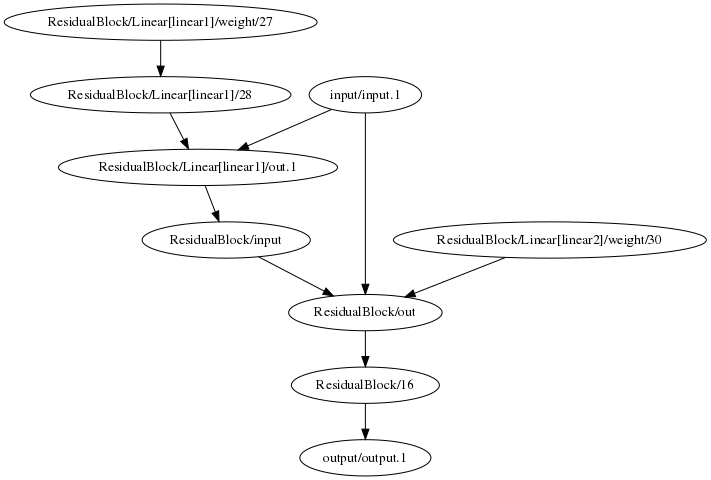 ResidualBlock/Linear[linear1]/weight/27
ResidualBlock/Linear[linear1]/28
input/input.1
ResidualBlock/Linear[linear1]/out.1
ResidualBlock/input
ResidualBlock/Linear[linear2]/weight/30
ResidualBlock/out
ResidualBlock/16
output/output.1